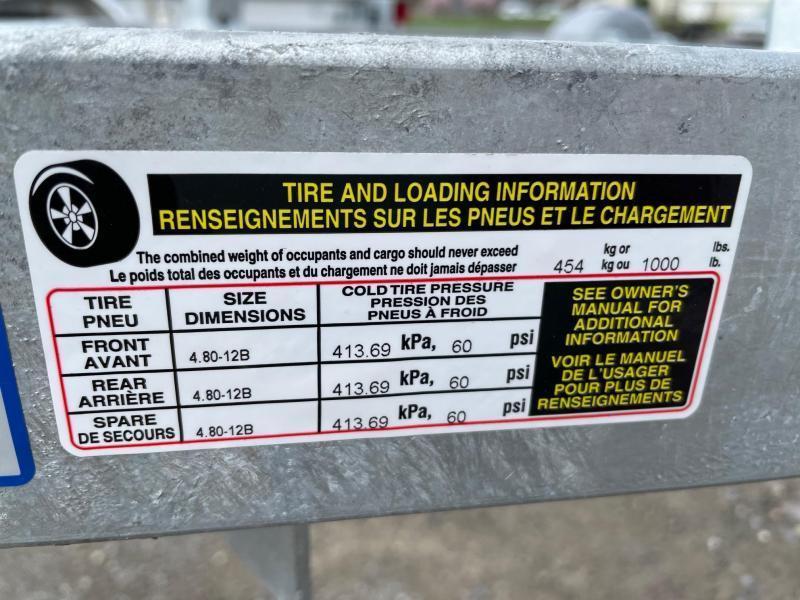 TIRE AND LOADING INFORMATION
RENSEIGNEMENTS SUR LES PNEUS ET LE CHARGEMENT
The combined weight of occupants and cargo should never exceed 454 kg or 1000 lbs.
Le poids total des occupants et du chargement ne doit jamais dépasser kg ou lb.
TIRE
PNEU
SIZE
DIMENSIONS
COLD TIRE PRESSURE
PRESSION DES
PNEUS À FROID
FRONT
AVANT
4.80-12B
413.69 kPa, 60 psi
REAR
ARRIÈRE
4.80-12B
413.69 kPa, 60 psi
SPARE
DE SECOURS
4.80-12B
413.69 kPa, 60 psi
SEE OWNER'S
MANUAL FOR
ADDITIONAL
INFORMATION
VOIR LE MANUEL
DE L'USAGER
POUR PLUS DE
RENSEIGNEMENTS